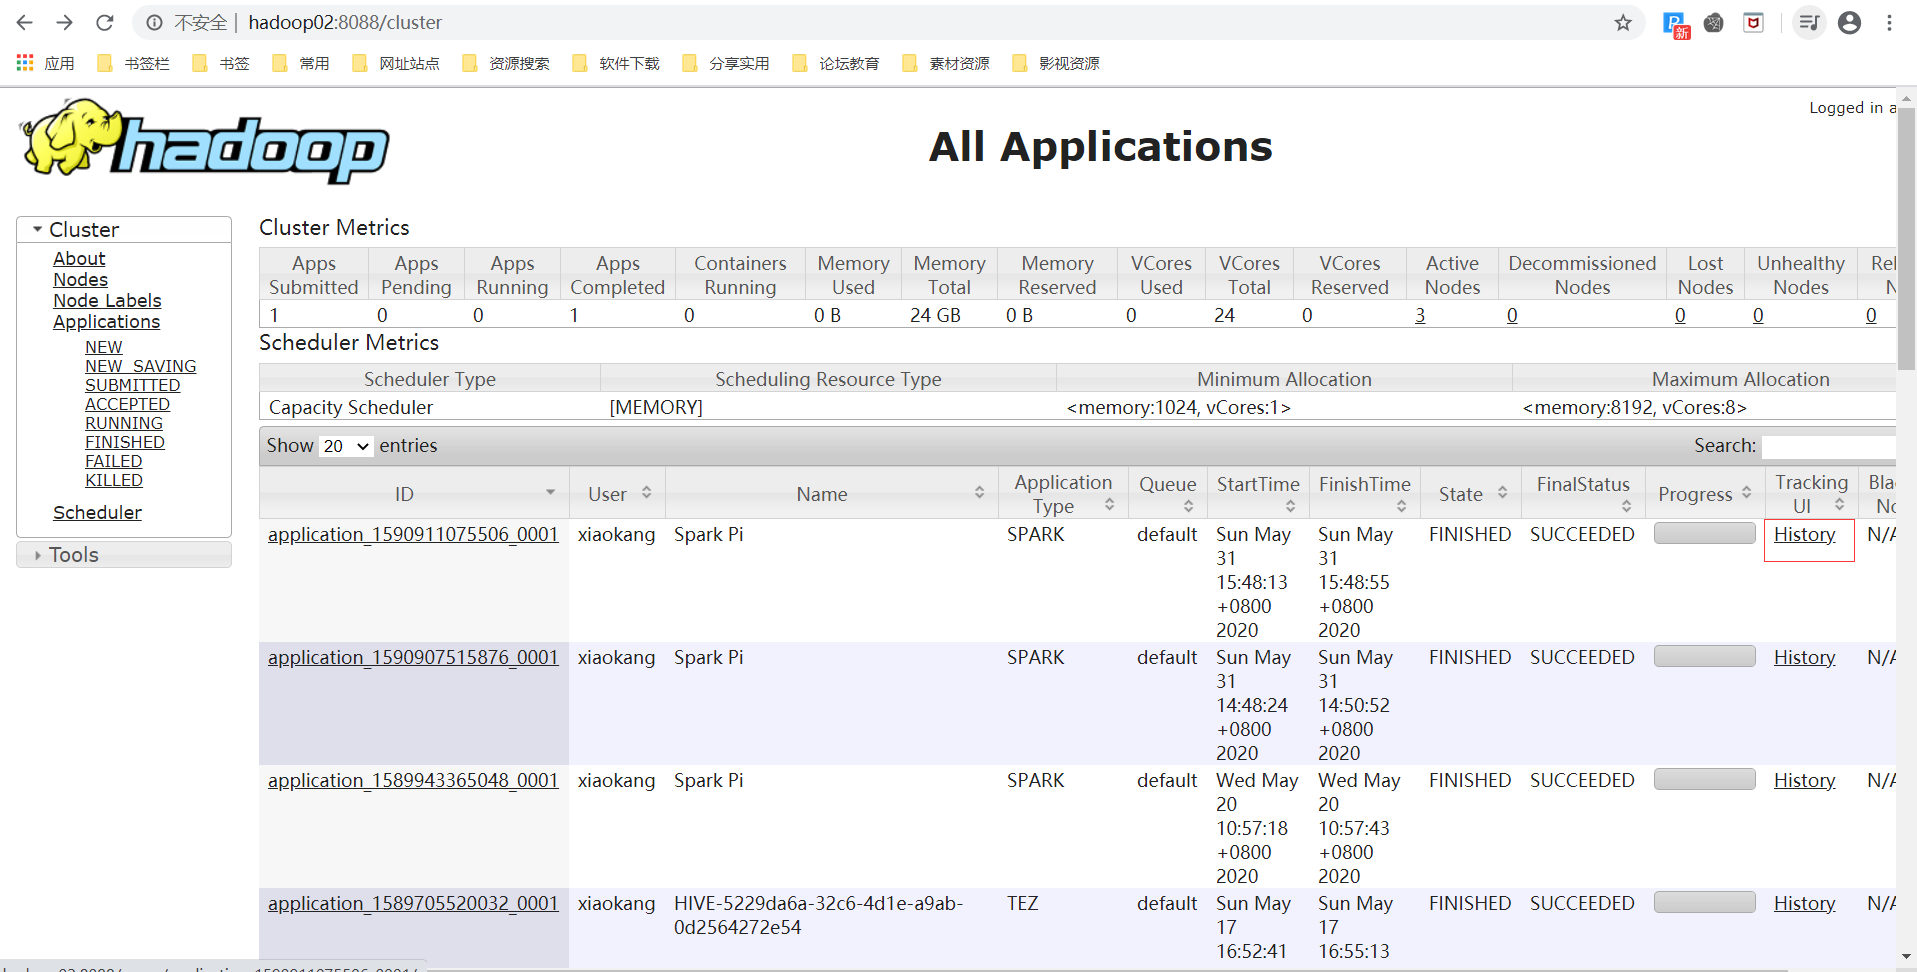 不安全 | hadoop02:8088/cluster
新
应用 书签栏 书签 常用 网址站点 资源搜索 软件下载 分享实用 论坛教育 素材资源 影视资源
hadoop
Logged in a
All Applications
Cluster
About
Nodes
Node Labels
Applications
NEW
NEW_SAVING
SUBMITTED
ACCEPTED
RUNNING
FINISHED
FAILED
KILLED
Scheduler
Tools
Cluster Metrics
Apps Submitted Apps Pending Apps Running Apps Completed Containers Running Memory Used Memory Total Memory Reserved VCores Used VCores Total VCores Reserved Active Nodes Decommissioned Nodes Lost Nodes Unhealthy Nodes Rel N
1 0 0 1 0 0 B 24 GB 0 B 0 24 0 3 0 0 0 0
Scheduler Metrics
Scheduler Type Scheduling Resource Type Minimum Allocation Maximum Allocation
Capacity Scheduler [MEMORY] <memory:1024, vCores:1> <memory:8192, vCores:8>
Show 20 entries Search:
ID User Name Application Type Queue StartTime FinishTime State FinalStatus Progress Tracking UI Bla No
application_1590911075506_0001 xiaokang Spark Pi SPARK default Sun May 31 15:48:13 +0800 2020 Sun May 31 15:48:55 +0800 2020 FINISHED SUCCEEDED History N/A
application_1590907515876_0001 xiaokang Spark Pi SPARK default Sun May 31 14:48:24 +0800 2020 Sun May 31 14:50:52 +0800 2020 FINISHED SUCCEEDED History N/A
application_1589943365048_0001 xiaokang Spark Pi SPARK default Wed May 20 10:57:18 +0800 2020 Wed May 20 10:57:43 +0800 2020 FINISHED SUCCEEDED History N/A
application_1589705520032_0001 xiaokang HIVE-5229da6a-32c6-4d1e-a9ab-0d2564272e54 TEZ default Sun May 17 16:52:41 Sun May 17 16:55:13 FINISHED SUCCEEDED History N/A